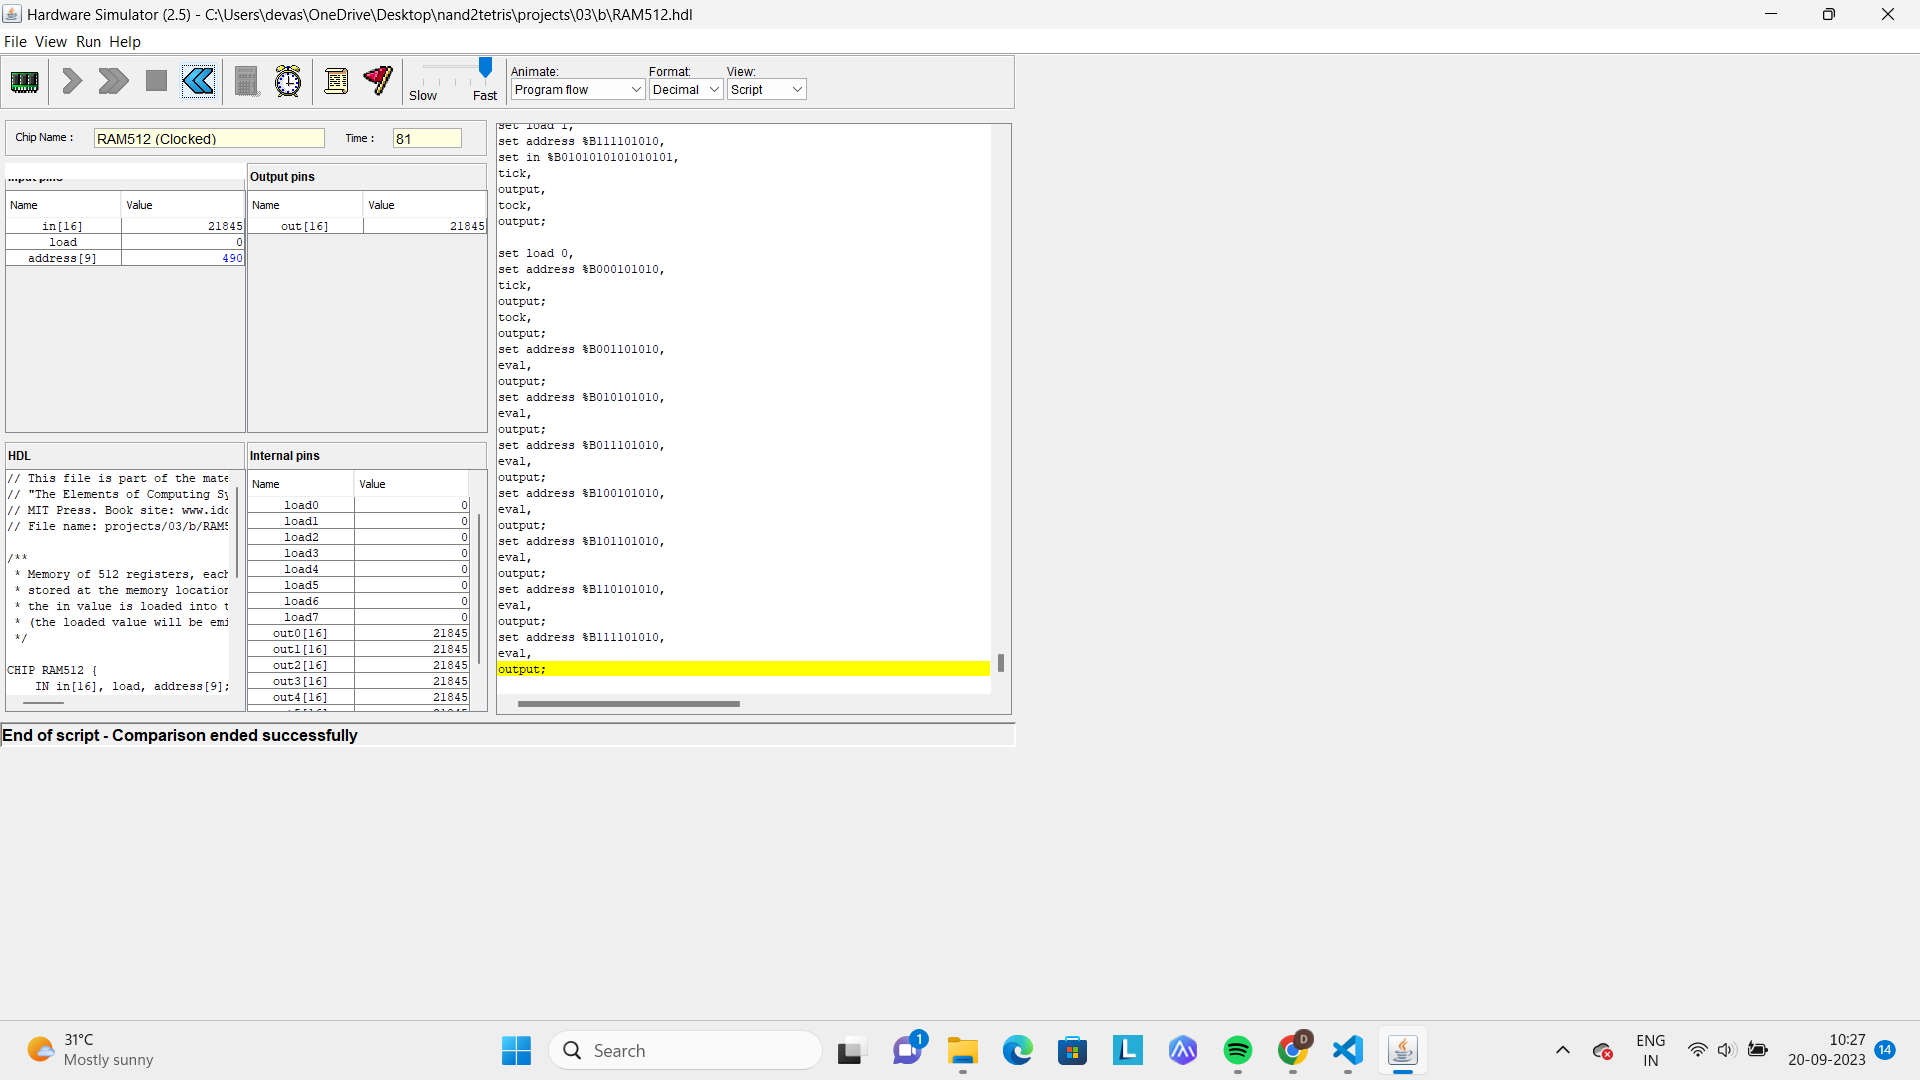 Hardware Simulator (2.5) - C:\Users\devas\OneDrive\Desktop\nand2tetris\projects\03\b\RAM512.hdl
File View Run Help
Slow Fast
Animate: Format: View:
Program flow Decimal Script
Chip Name : RAM512 (Clocked) Time : 81
Input pins
Name Value
in[16] 21845
load 0
address[9] 490
Output pins
Name Value
out[16] 21845
HDL
// This file is part of the mate
// "The Elements of Computing Sy
// MIT Press. Book site: www.idc
// File name: projects/03/b/RAM5
/**
* Memory of 512 registers, each
* stored at the memory location
* the in value is loaded into t
* (the loaded value will be emi
*/
CHIP RAM512 {
IN in[16], load, address[9];
Internal pins
Name Value
load0 0
load1 0
load2 0
load3 0
load4 0
load5 0
load6 0
load7 0
out0[16] 21845
out1[16] 21845
out2[16] 21845
out3[16] 21845
out4[16] 21845
set load 1,
set address %B111101010,
set in %B0101010101010101,
tick,
output,
tock,
output;
set load 0,
set address %B000101010,
tick,
output;
tock,
output;
set address %B001101010,
eval,
output;
set address %B010101010,
eval,
output;
set address %B011101010,
eval,
output;
set address %B100101010,
eval,
output;
set address %B101101010,
eval,
output;
set address %B110101010,
eval,
output;
set address %B111101010,
eval,
output;
End of script - Comparison ended successfully
31°C
Mostly sunny
Search
1
L
D
ENG
IN
10:27
20-09-2023
14